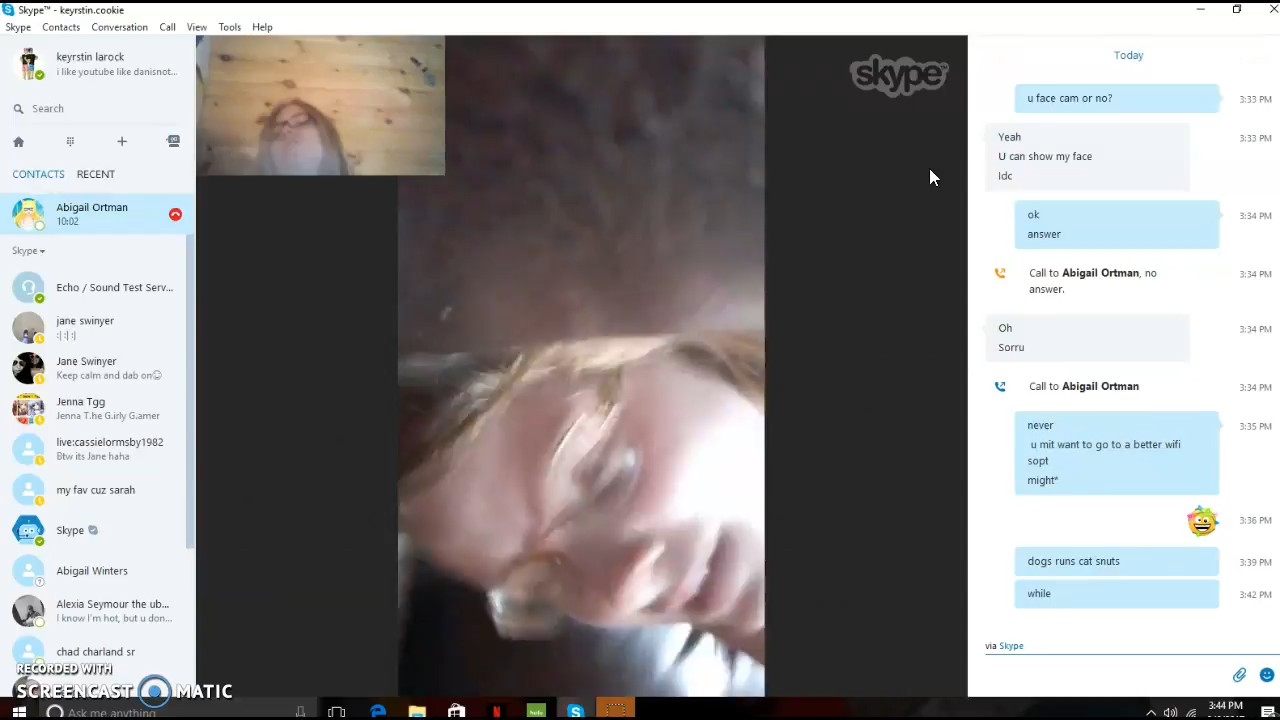 Skype™ - keyrstin.cookie
Skype Contacts Conversation Call View Tools Help
keyrstin larock
i like youtube like danisnot...
Search
CONTACTS RECENT
Abigail Ortman
10:02
Skype
Echo / Sound Test Serv...
jane swinyer
:{ |:{ |:}
Jane Swinyer
Keep calm and dab on
Jenna Tgg
Jenna T.he G.irly G.amer
live:cassielormsby1982
Btw its Jane haha
my fav cuz sarah
Skype
Abigail Winters
Alexia Seymour the ub...
I know I'm hot, but u don...
chad charland sr
RECORDED WITH
SCREENCAST MATIC
Ask me anything
hulu
skype™
Today
u face cam or no? 3:33 PM
Yeah 3:33 PM
U can show my face
Idc
ok 3:34 PM
answer
Call to Abigail Ortman, no 3:34 PM
answer.
Oh 3:34 PM
Sorru
Call to Abigail Ortman 3:34 PM
never 3:35 PM
u mit want to go to a better wifi
sopt
might*
3:36 PM
dogs runs cat snuts 3:39 PM
while 3:42 PM
via Skype
3:44 PM